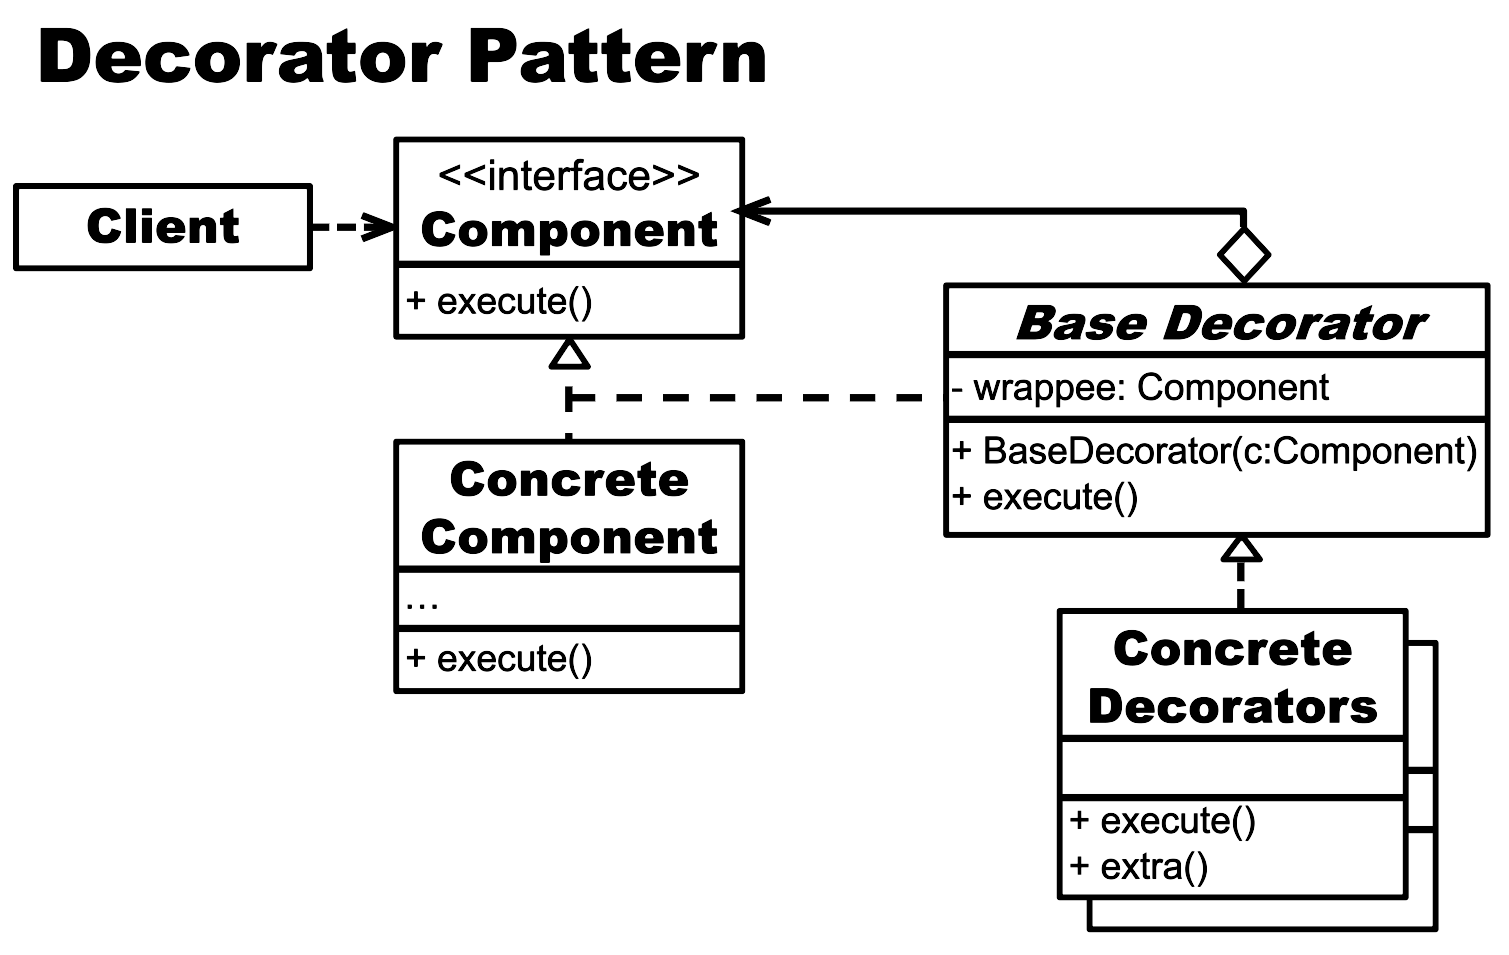 Decorator Pattern
Client
<<interface>>
Component
+ execute()
Base Decorator
- wrappee: Component
+ BaseDecorator(c:Component)
+ execute()
Concrete
Component
...
+ execute()
Concrete
Decorators
+ execute()
+ extra()